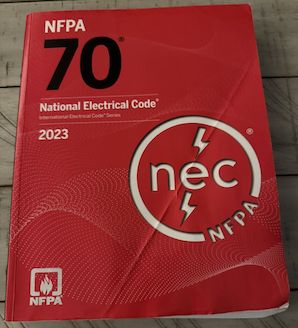 NFPA
70®
National Electrical Code®
International Electrical Code® Series
2023
nec®
NFPA
NFPA